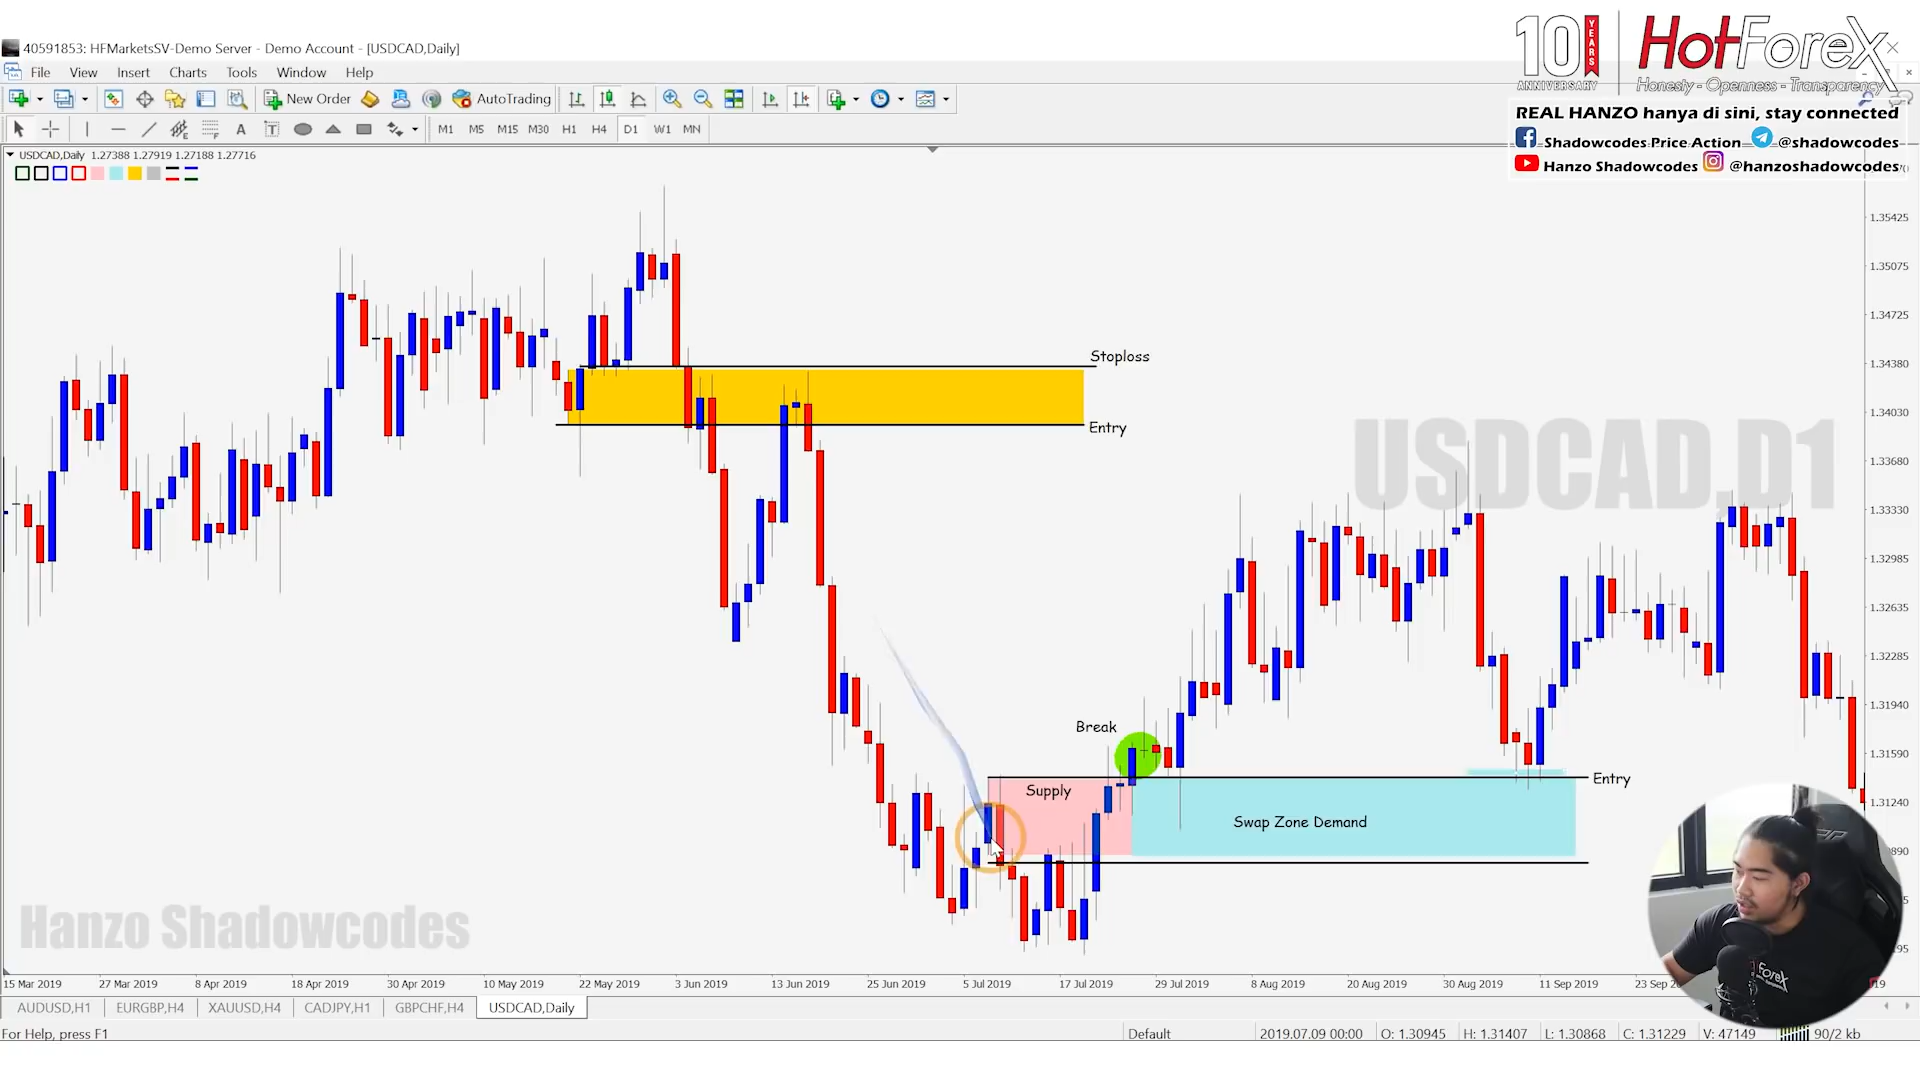 40591853: HFMarketsSV-Demo Server - Demo Account - [USDCAD,Daily]
10 YEARS ANNIVERSARY
HotForex
Honesty - Openness - Transparency
File View Insert Charts Tools Window Help
New Order AutoTrading
REAL HANZO hanya di sini, stay connected
Shadowcodes Price Action @shadowcodes
Hanzo Shadowcodes @hanzoshadowcodes
A T M1 M5 M15 M30 H1 H4 D1 W1 MN
USDCAD,Daily 1.27388 1.27919 1.27188 1.27716
1.35425
1.35075
1.34725
Stoploss
1.34380
1.34030
Entry
USDCAD,D1
1.33680
1.33330
1.32985
1.32635
1.32285
1.31940
Break
1.31590
Entry
Supply
1.31240
Swap Zone Demand
Hanzo Shadowcodes
15 Mar 2019 27 Mar 2019 8 Apr 2019 18 Apr 2019 30 Apr 2019 10 May 2019 22 May 2019 3 Jun 2019 13 Jun 2019 25 Jun 2019 5 Jul 2019 17 Jul 2019 29 Jul 2019 8 Aug 2019 20 Aug 2019 30 Aug 2019 11 Sep 2019
AUDUSD,H1 EURGBP,H4 XAUUSD,H4 CADJPY,H1 GBPCHF,H4 USDCAD,Daily
For Help, press F1 Default 2019.07.09 00:00 O: 1.30945 H: 1.31407 L: 1.30868 C: 1.31229 V: 47149 90/2 kb